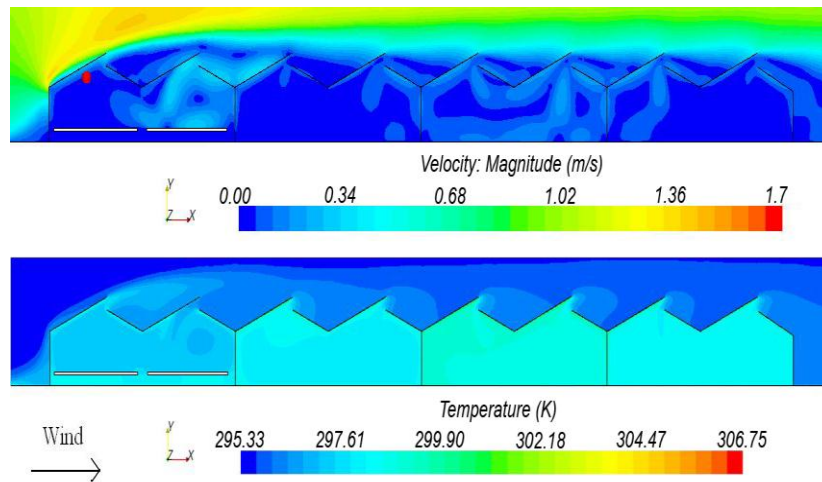 Velocity: Magnitude (m/s)
Y
Z X
0.00 0.34 0.68 1.02 1.36 1.7
Temperature (K)
Wind
Y
Z X
295.33 297.61 299.90 302.18 304.47 306.75